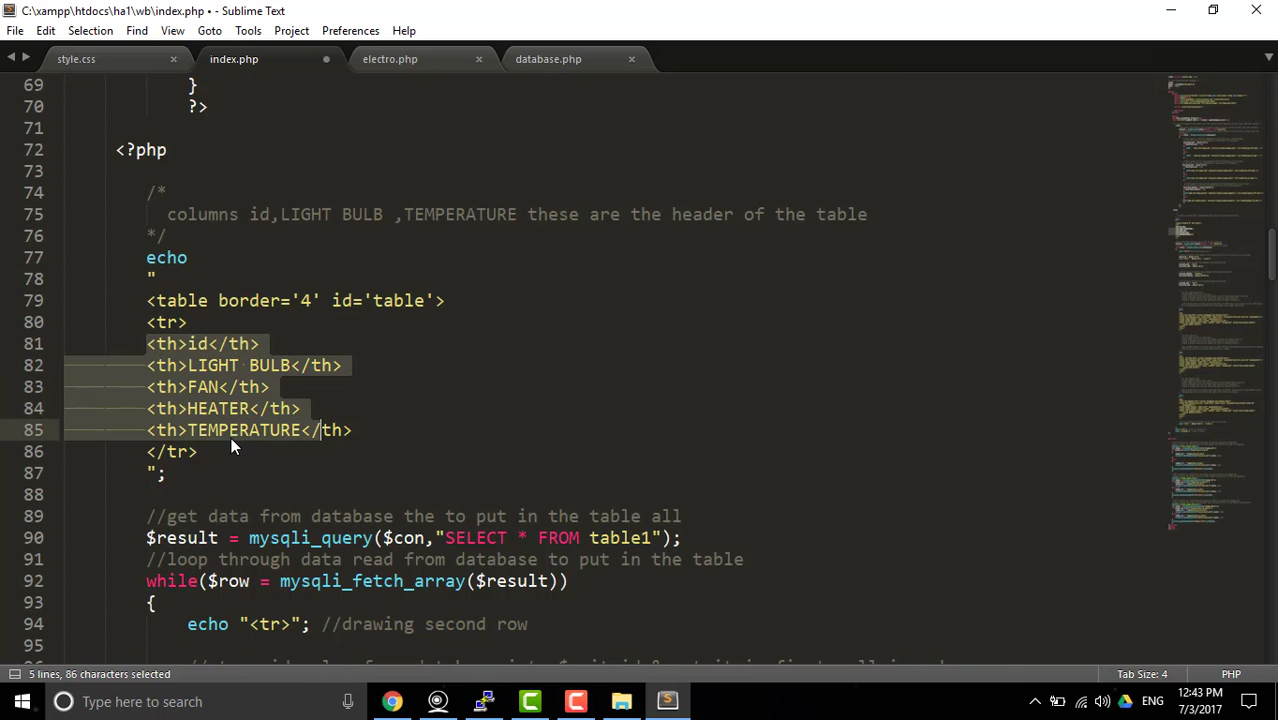 C:\xampp\htdocs\ha1\wb\index.php • - Sublime Text
File Edit Selection Find View Goto Tools Project Preferences Help
style.css index.php electro.php database.php
69 }
70 ?>
71
72 <?php
73
74 /*
75 columns id,LIGHT BULB ,TEMPERATURE these are the header of the table
76 */
77 echo
78 "
79 <table border='4' id='table'>
80 <tr>
81 <th>id</th>
82 <th>LIGHT BULB</th>
83 <th>FAN</th>
84 <th>HEATER</th>
85 <th>TEMPERATURE</th>
86 </tr>
87 ";
88
89 //get data from database the to put in the table all
90 $result = mysqli_query($con,"SELECT * FROM table1");
91 //loop through data read from database to put in the table
92 while($row = mysqli_fetch_array($result))
93 {
94 echo "<tr>"; //drawing second row
95
5 lines, 86 characters selected Tab Size: 4 PHP
Type here to search ENG 12:43 PM
7/3/2017